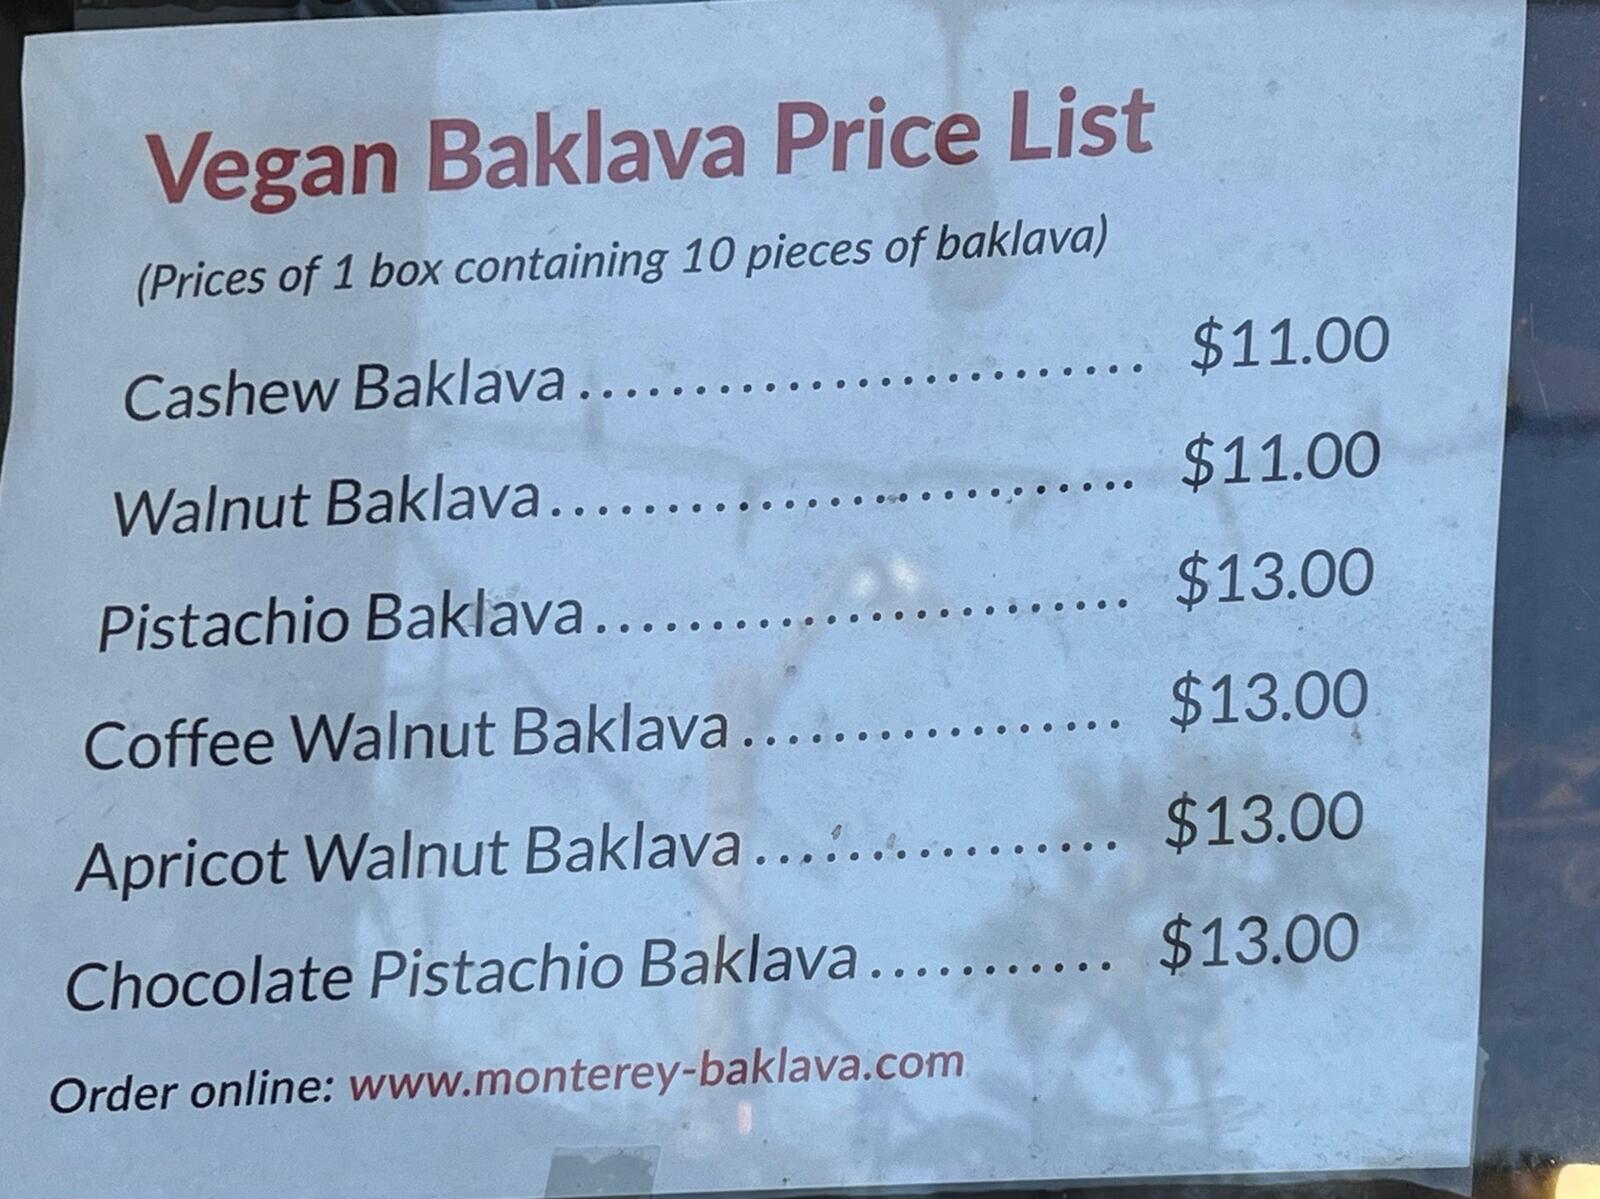 Vegan Baklava Price List
(Prices of 1 box containing 10 pieces of baklava)
Cashew Baklava ......................... $11.00
Walnut Baklava .......................... $11.00
Pistachio Baklava ........................ $13.00
Coffee Walnut Baklava ................. $13.00
Apricot Walnut Baklava ................ $13.00
Chocolate Pistachio Baklava ........... $13.00
Order online: www.monterey-baklava.com